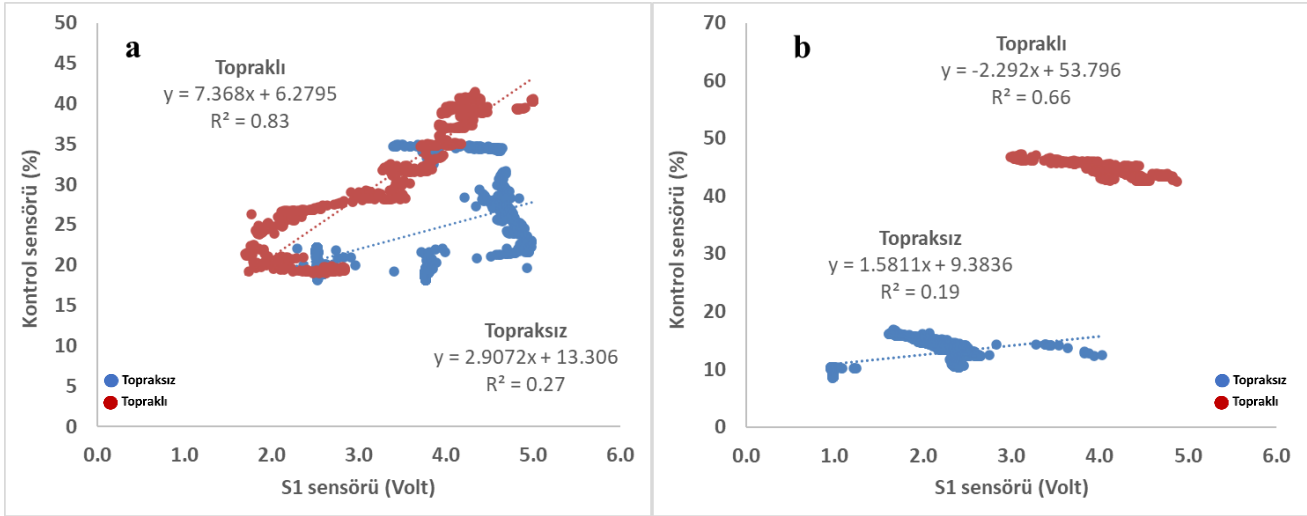 a
Topraklı
y = 7.368x + 6.2795
R² = 0.83
Topraksız
y = 2.9072x + 13.306
R² = 0.27
Topraksız
Topraklı
Kontrol sensörü (%)
50
45
40
35
30
25
20
15
10
5
0
0.0 1.0 2.0 3.0 4.0 5.0 6.0
S1 sensörü (Volt)
b
Topraklı
y = -2.292x + 53.796
R² = 0.66
Topraksız
y = 1.5811x + 9.3836
R² = 0.19
Topraksız
Topraklı
Kontrol sensörü (%)
70
60
50
40
30
20
10
0
0.0 1.0 2.0 3.0 4.0 5.0 6.0
S1 sensörü (Volt)